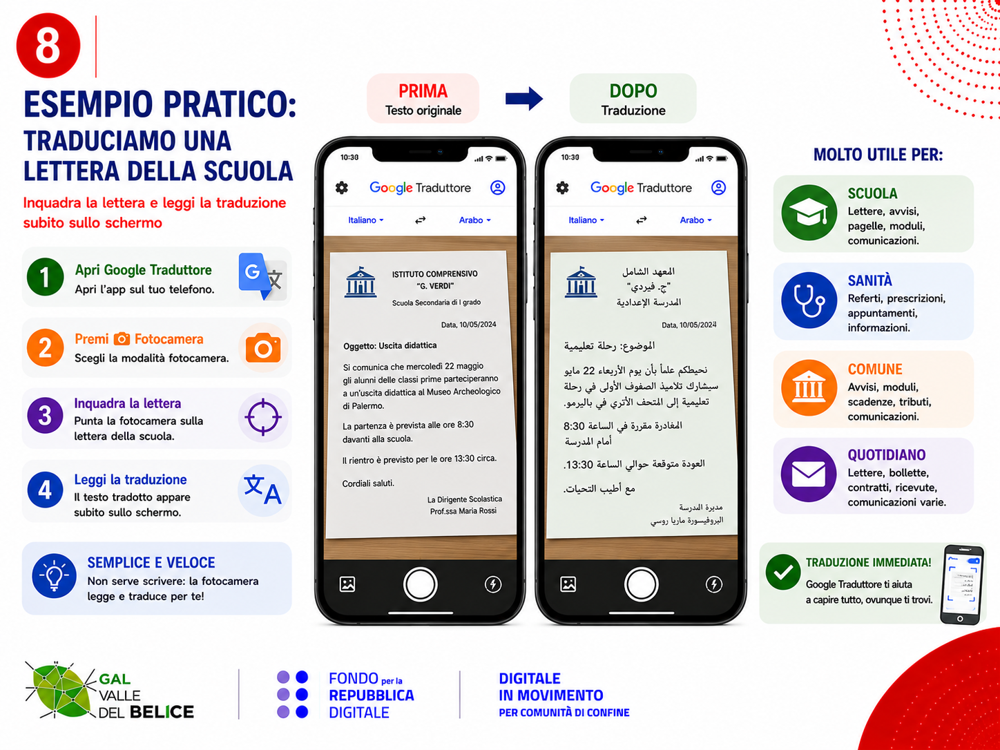 8
ESEMPIO PRATICO:
TRADUCIAMO UNA
LETTERA DELLA SCUOLA
Inquadra la lettera e leggi la traduzione
subito sullo schermo
1
Apri Google Traduttore
Apri l'app sul tuo telefono.
G
文
2
Premi Fotocamera
Scegli la modalità fotocamera.
3
Inquadra la lettera
Punta la fotocamera sulla
lettera della scuola.
4
Leggi la traduzione
Il testo tradotto appare
subito sullo schermo.
文A
SEMPLICE E VELOCE
Non serve scrivere: la fotocamera
legge e traduce per te!
PRIMA
Testo originale
10:30
Google Traduttore
Italiano
Arabo
ISTITUTO COMPRENSIVO
"G. VERDI"
Scuola Secondaria di I grado
Data, 10/05/2024
Oggetto: Uscita didattica
Si comunica che mercoledì 22 maggio
gli alunni delle classi prime parteciperanno
a un'uscita didattica al Museo Archeologico
di Palermo.
La partenza è prevista alle ore 8:30
davanti alla scuola.
Il rientro è previsto per le ore 13:30 circa.
Cordiali saluti.
La Dirigente Scolastica
Prof.ssa Maria Rossi
DOPO
Traduzione
10:30
Google Traduttore
Italiano
Arabo
المعهد الشامل
"ج. فيردي"
المدرسة الإعدادية
Data, 10/05/2024
الموضوع: رحلة تعليمية
نحيطكم علماً بأن يوم الأربعاء 22 مايو
سيشارك تلاميذ الصفوف الأولى في رحلة
تعليمية إلى المتحف الأثري في باليرمو.
المغادرة مقررة في الساعة 8:30
أمام المدرسة
العودة متوقعة حوالي الساعة 13:30.
مع أطيب التحيات.
مديرة المدرسة
البروفيسورة ماريا روسي
MOLTO UTILE PER:
SCUOLA
Lettere, avvisi,
pagelle, moduli,
comunicazioni.
SANITÀ
Referti, prescrizioni,
appuntamenti,
informazioni.
COMUNE
Avvisi, moduli,
scadenze, tributi,
comunicazioni.
QUOTIDIANO
Lettere, bollette,
contratti, ricevute,
comunicazioni varie.
TRADUZIONE IMMEDIATA!
Google Traduttore ti aiuta
a capire tutto, ovunque ti trovi.
GAL
VALLE
DEL BELICE
FONDO per la
REPUBBLICA
DIGITALE
DIGITALE
IN MOVIMENTO
PER COMUNITÀ DI CONFINE